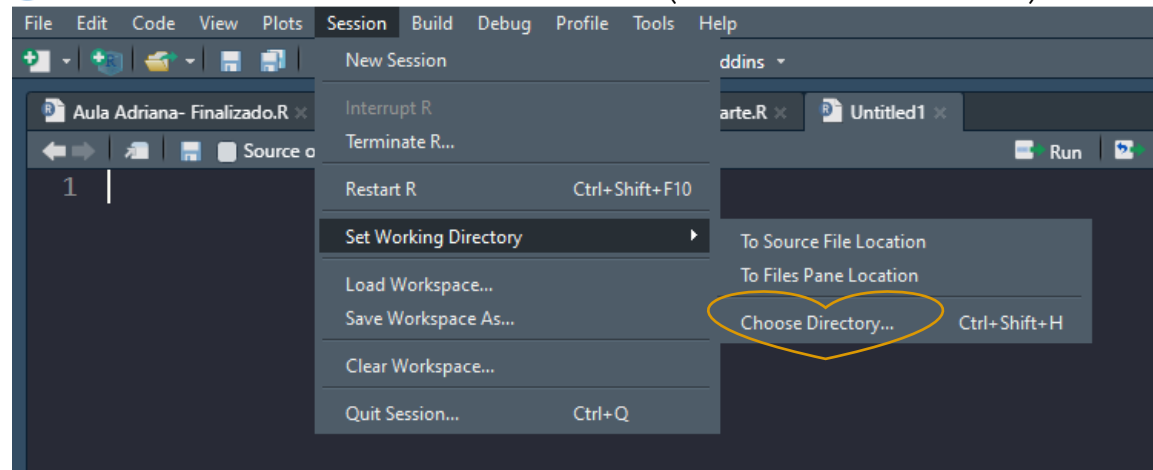 File Edit Code View Plots Session Build Debug Profile Tools Help
New Session ddins
Aula Adriana- Finalizado.R Interrupt R arte.R Untitled1
Source o Terminate R... Run
1
Restart R Ctrl+Shift+F10
Set Working Directory To Source File Location
To Files Pane Location
Load Workspace...
Save Workspace As... Choose Directory... Ctrl+Shift+H
Clear Workspace...
Quit Session... Ctrl+Q